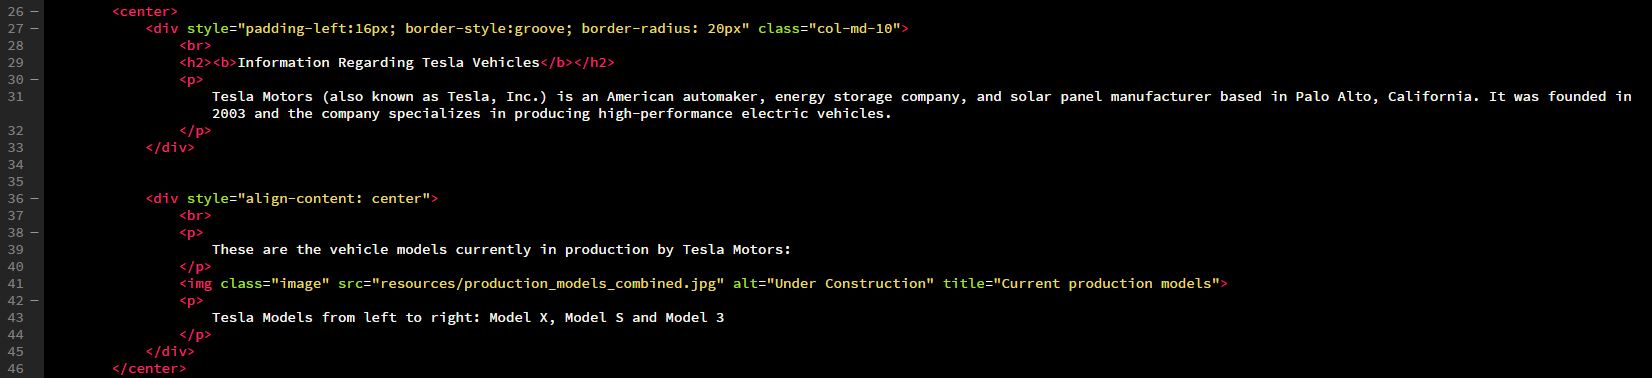 26 – <center>
27 – <div style="padding-left:16px; border-style:groove; border-radius: 20px" class="col-md-10">
28 <br>
29 <h2><b>Information Regarding Tesla Vehicles</b></h2>
30 – <p>
31 Tesla Motors (also known as Tesla, Inc.) is an American automaker, energy storage company, and solar panel manufacturer based in Palo Alto, California. It was founded in
2003 and the company specializes in producing high-performance electric vehicles.
32 </p>
33 </div>
34
35
36 – <div style="align-content: center">
37 <br>
38 – <p>
39 These are the vehicle models currently in production by Tesla Motors:
40 </p>
41 <img class="image" src="resources/production_models_combined.jpg" alt="Under Construction" title="Current production models">
42 – <p>
43 Tesla Models from left to right: Model X, Model S and Model 3
44 </p>
45 </div>
46 </center>